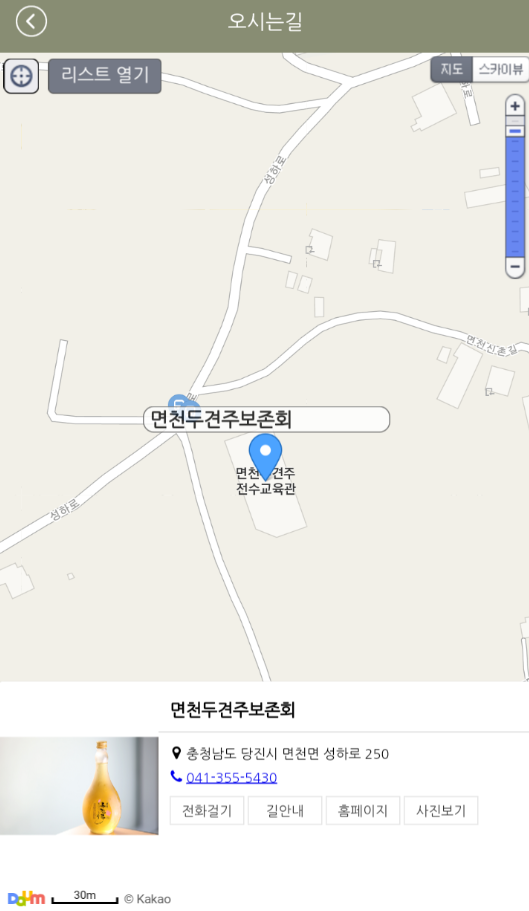 오시는길
리스트 열기
지도 스카이뷰
성하로
면천진촌길
면천두견주보존회
전수교육관
성하로
면천두견주보존회
충청남도 당진시 면천면 성하로 250
041-355-5430
전화걸기 길안내 홈페이지 사진보기
Daum 30m © Kakao